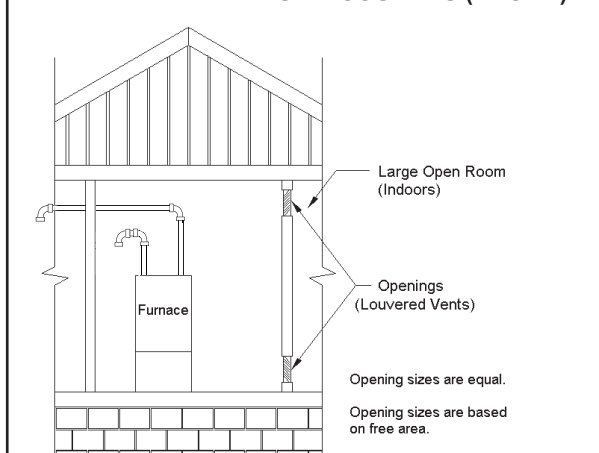 Large Open Room
(Indoors)
Furnace
Openings
(Louvered Vents)
Opening sizes are equal.
Opening sizes are based
on free area.